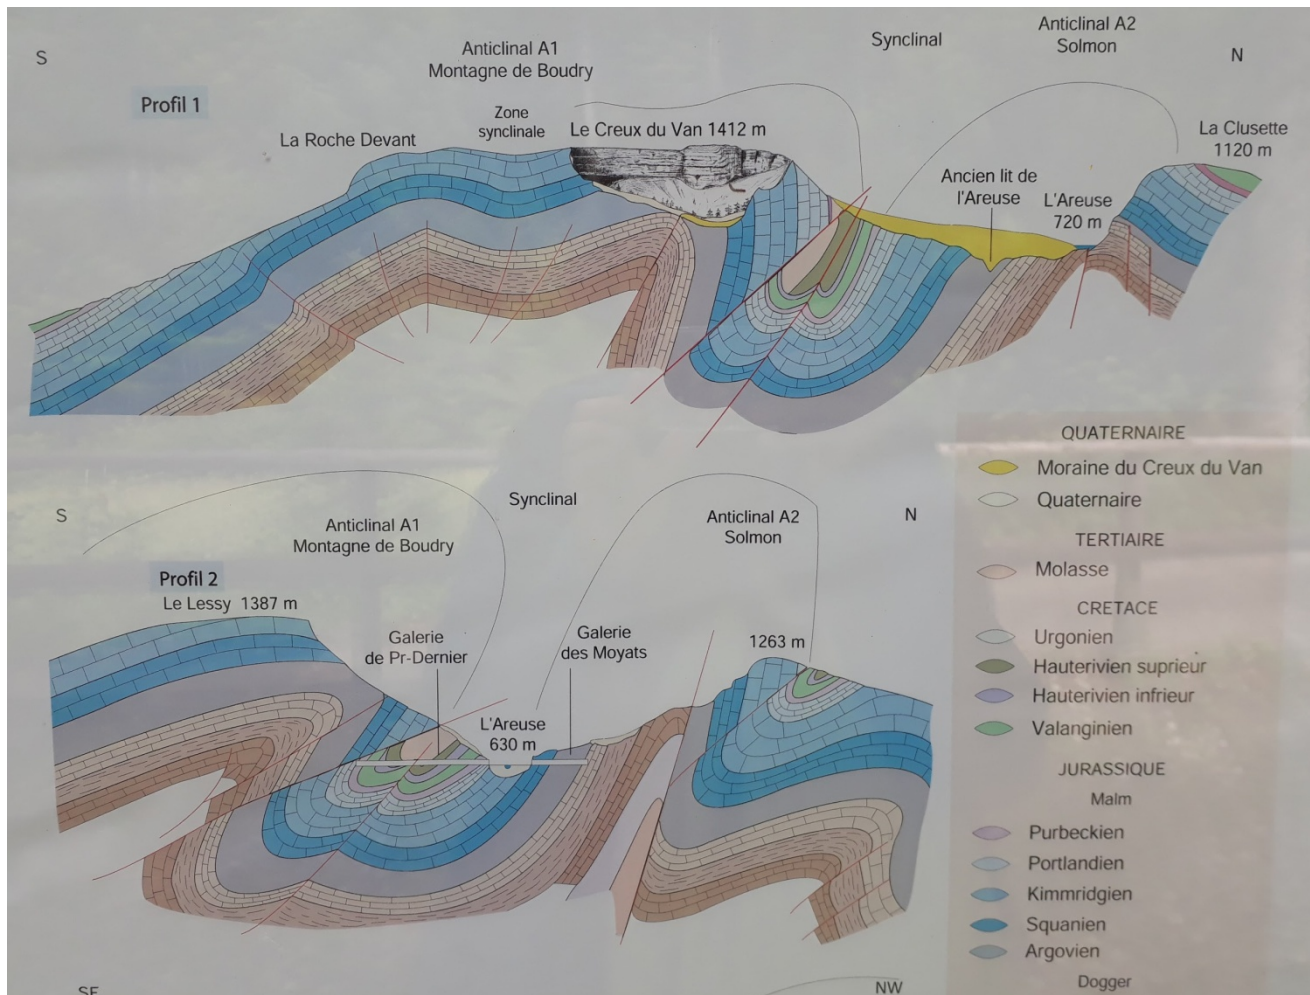 S
Anticlinal A1
Montagne de Boudry
Synclinal
Anticlinal A2
Solmon
N
Profil 1
La Roche Devant
Zone
synclinale
Le Creux du Van 1412 m
La Clusette
1120 m
Ancien lit de
l'Areuse
L'Areuse
720 m
S
Anticlinal A1
Montagne de Boudry
Synclinal
Anticlinal A2
Solmon
N
Profil 2
Le Lessy 1387 m
Galerie
de Pr-Dernier
L'Areuse
630 m
Galerie
des Moyats
1263 m
QUATERNAIRE
Moraine du Creux du Van
Quaternaire
TERTIAIRE
Molasse
CRETACE
Urgonien
Hauterivien suprieur
Hauterivien infrieur
Valanginien
JURASSIQUE
Malm
Purbeckien
Portlandien
Kimmridgien
Squanien
Argovien
Dogger
SE
NW